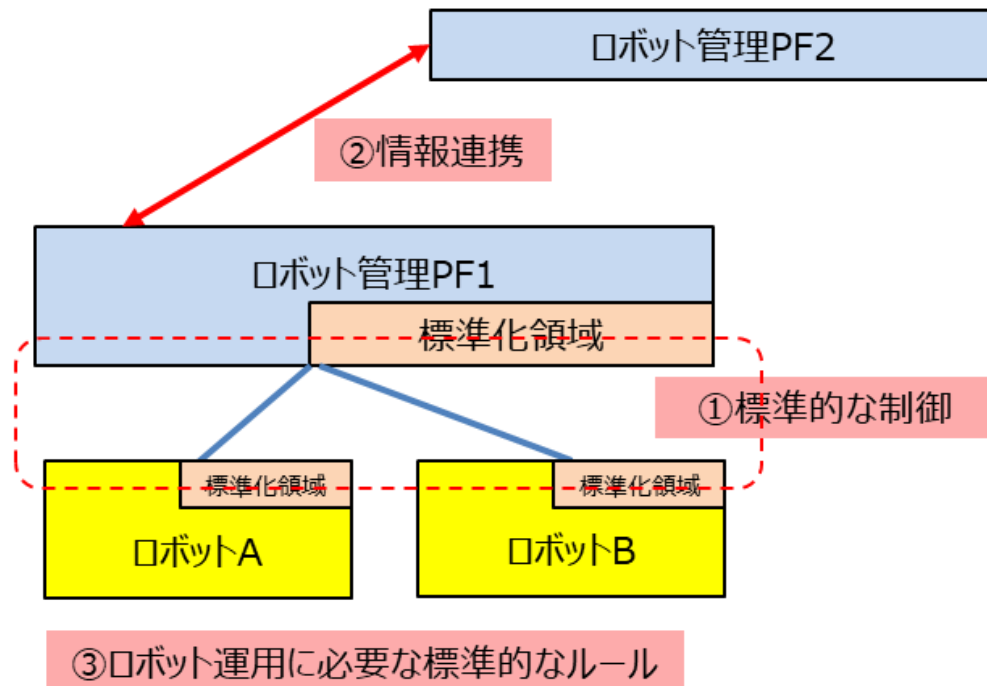 ロボット管理PF2
②情報連携
ロボット管理PF1
標準化領域
①標準的な制御
標準化領域
標準化領域
ロボットA
ロボットB
③ロボット運用に必要な標準的なルール